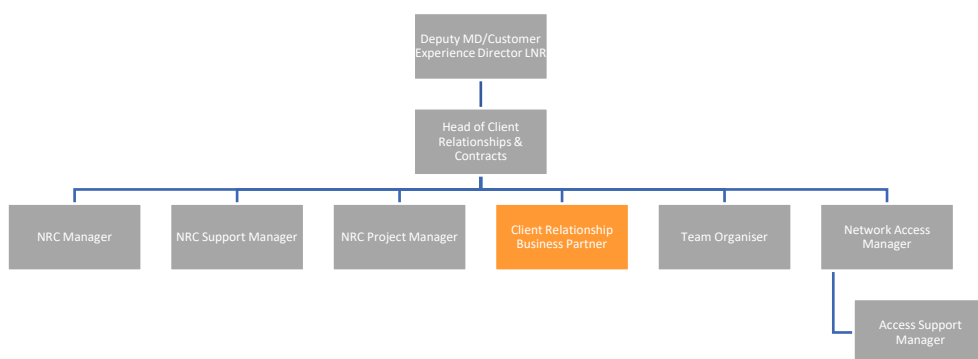 Deputy MD/Customer
Experience Director LNR
Head of Client
Relationships &
Contracts
NRC Manager
NRC Support Manager
NRC Project Manager
Client Relationship
Business Partner
Team Organiser
Network Access
Manager
Access Support
Manager